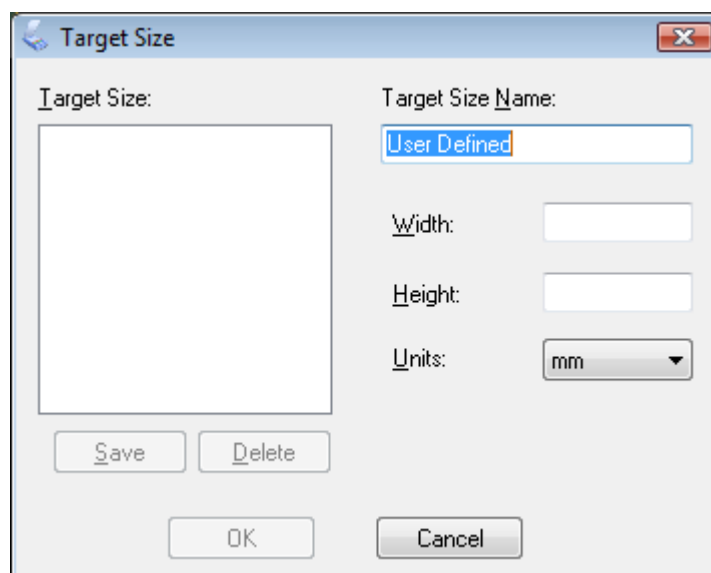 Target Size
Target Size:
Target Size Name:
User Defined
Width:
Height:
Units:
mm
Save
Delete
OK
Cancel